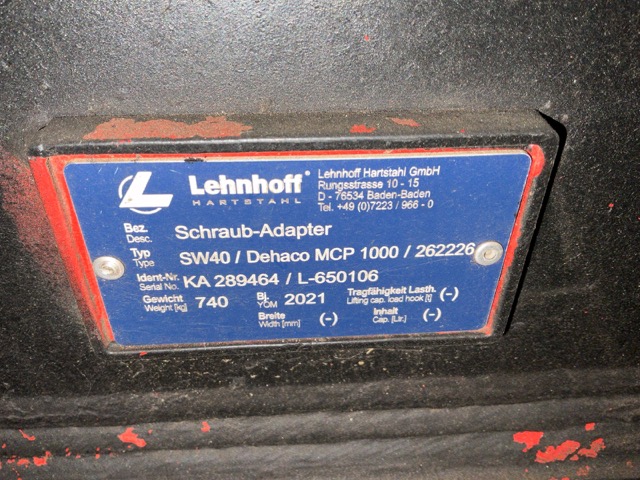 Lehnhoff®
HARTSTAHL
Lehnhoff Hartstahl GmbH
Rungsstrasse 10 - 15
D - 76534 Baden-Baden
Tel. +49 (0)7223 / 966 - 0
Bez. Schraub-Adapter
Desc.
Typ SW40 / Dehaco MCP 1000 / 262226
Type
Ident-Nr. KA 289464 / L-650106
Serial No.
Gewicht 740 Bj. 2021 Tragfähigkeit Lasth. (-)
Weight [kg] YOM Lifting cap. load hook [t]
Breite (-) Inhalt (-)
Width [mm] Cap. [Ltr.]